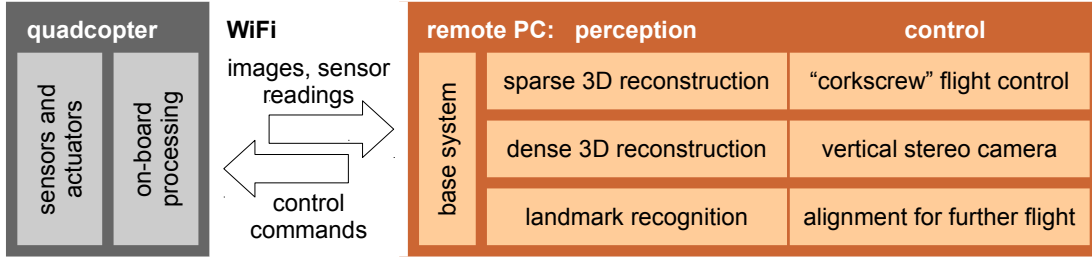 quadcopter
sensors and
actuators
on-board
processing
WiFi
images, sensor
readings
control
commands
remote PC: perception control
base system
sparse 3D reconstruction
“corkscrew” flight control
dense 3D reconstruction
vertical stereo camera
landmark recognition
alignment for further flight